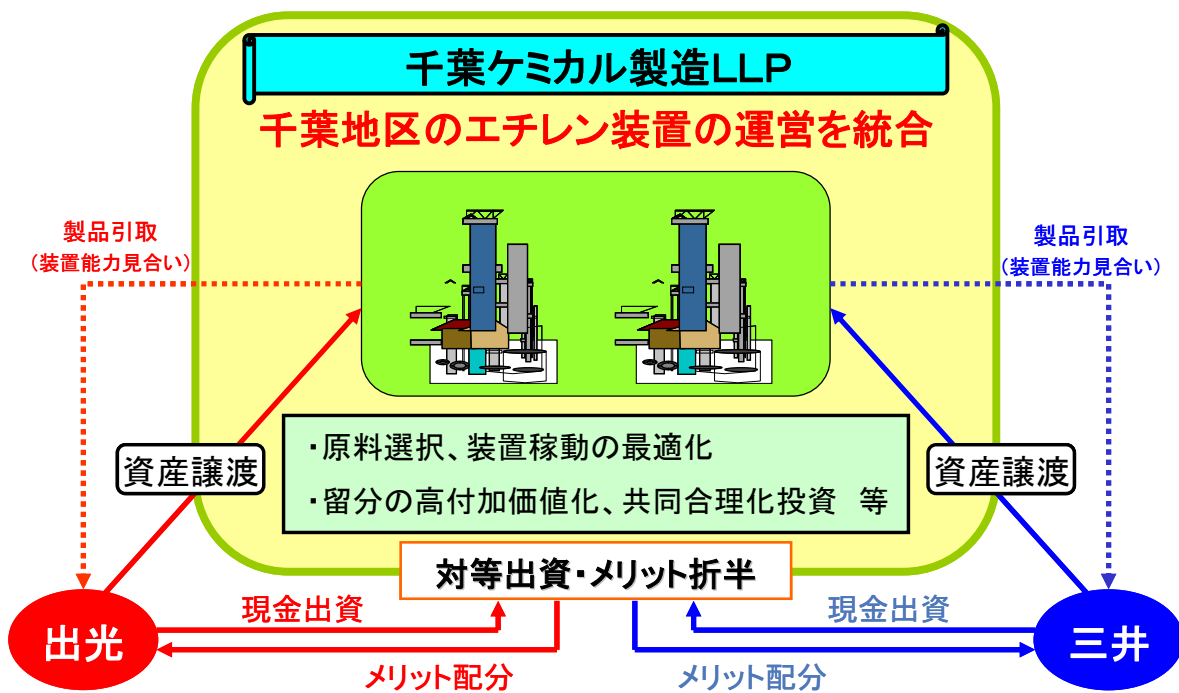 千葉ケミカル製造LLP
千葉地区のエチレン装置の運営を統合
製品引取
(装置能力見合い)
製品引取
(装置能力見合い)
資産譲渡
資産譲渡
・原料選択、装置稼動の最適化
・留分の高付加価値化、共同合理化投資　等
対等出資・メリット折半
出光
現金出資
現金出資
三井
メリット配分
メリット配分